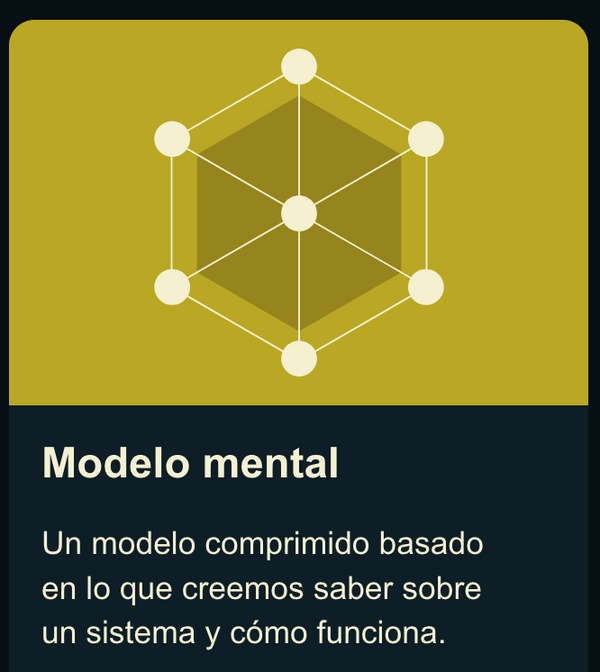 Modelo mental
Un modelo comprimido basado
en lo que creemos saber sobre
un sistema y cómo funciona.